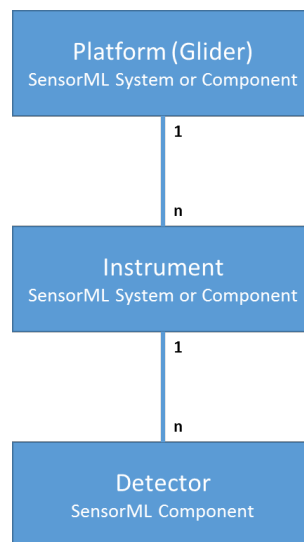 Platform (Glider)
SensorML System or Component
1
n
Instrument
SensorML System or Component
1
n
Detector
SensorML Component